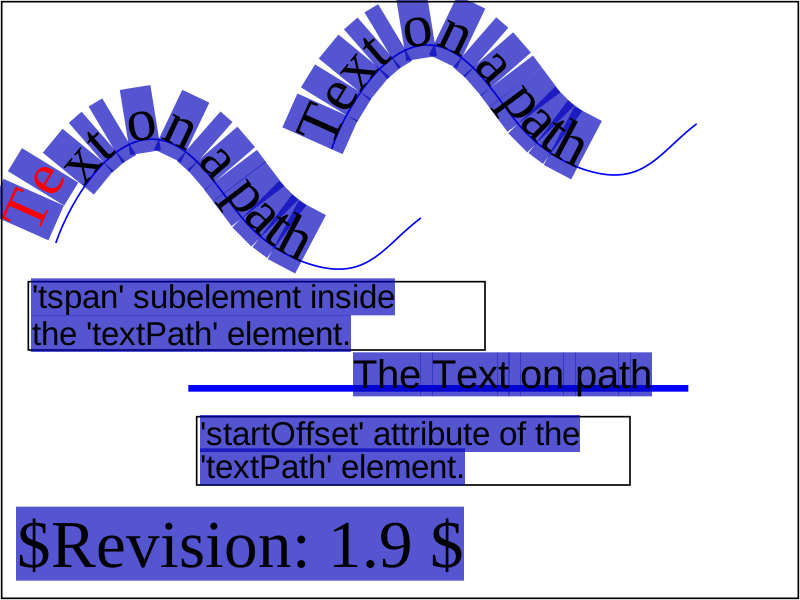 Text on a path
Text on a path
'tspan' subelement inside
the 'textPath' element.
The Text on path
'startOffset' attribute of the
'textPath' element.
$Revision: 1.9 $